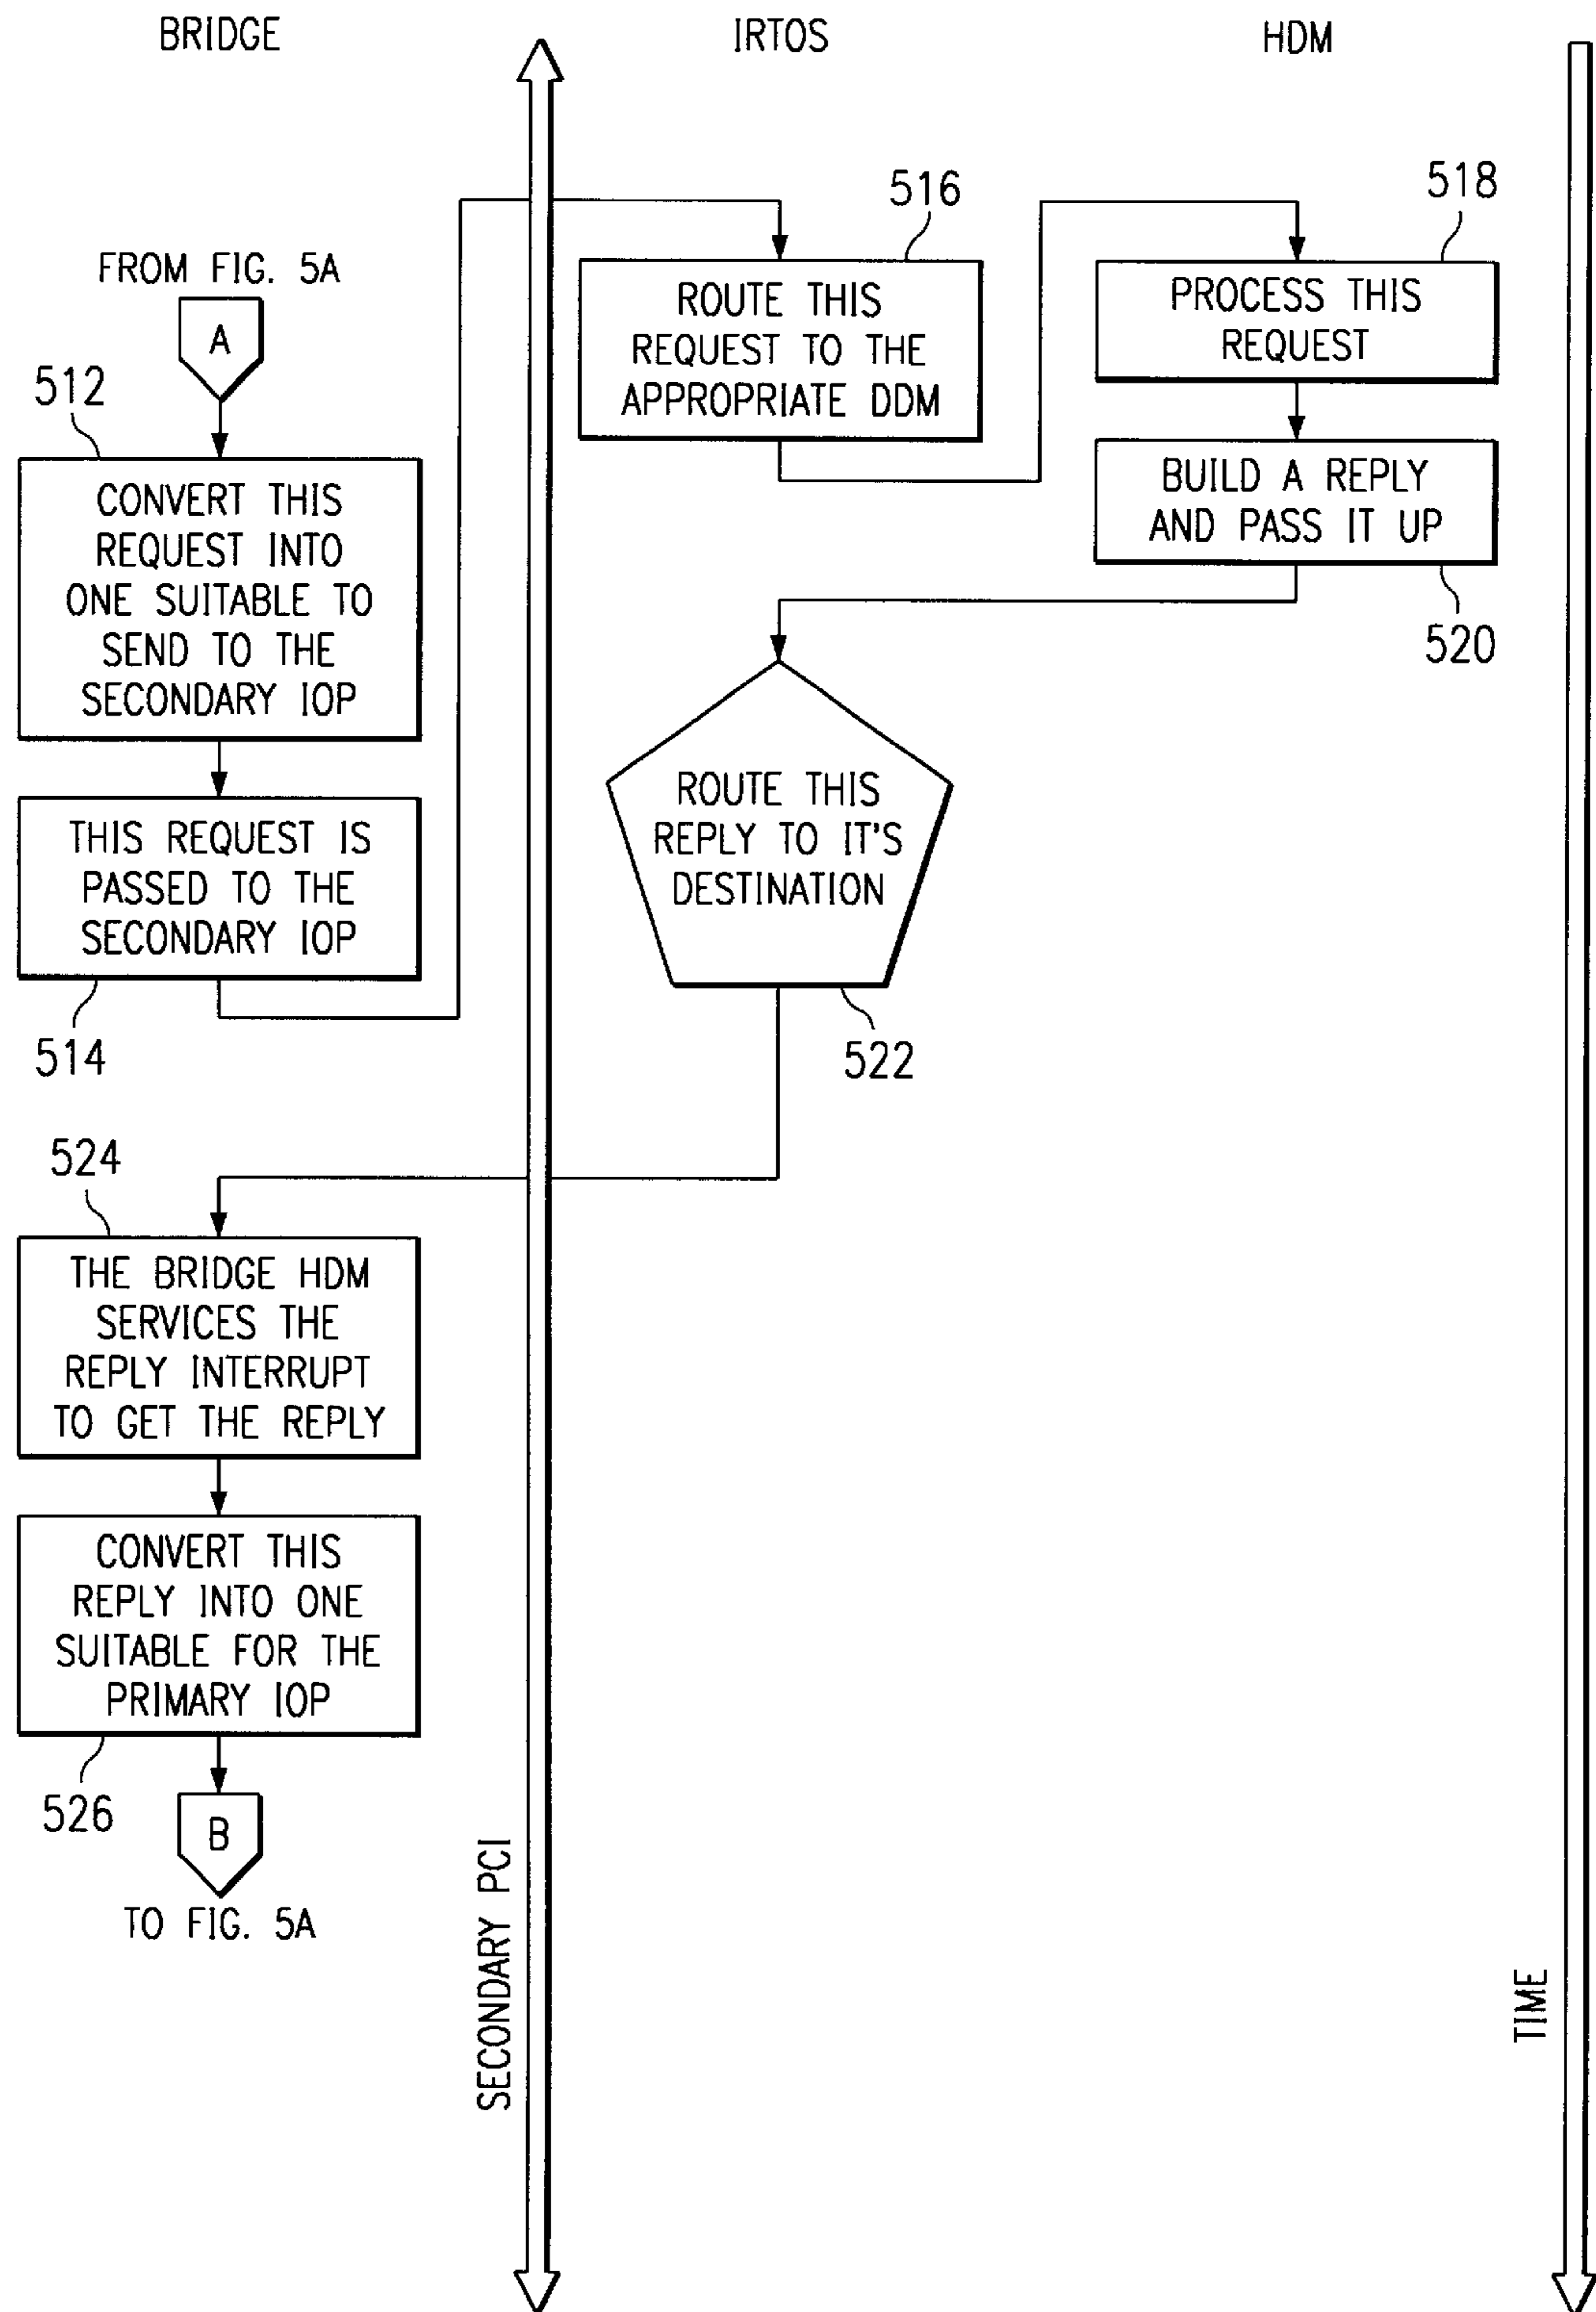 BRIDGE
IRTOS
HDM
FROM FIG. 5A
A
512
CONVERT THIS
REQUEST INTO
ONE SUITABLE TO
SEND TO THE
SECONDARY IOP
THIS REQUEST IS
PASSED TO THE
SECONDARY IOP
514
516
ROUTE THIS
REQUEST TO THE
APPROPRIATE DDM
518
PROCESS THIS
REQUEST
BUILD A REPLY
AND PASS IT UP
520
ROUTE THIS
REPLY TO IT'S
DESTINATION
522
524
THE BRIDGE HDM
SERVICES THE
REPLY INTERRUPT
TO GET THE REPLY
CONVERT THIS
REPLY INTO ONE
SUITABLE FOR THE
PRIMARY IOP
526
B
TO FIG. 5A
SECONDARY PCI
TIME